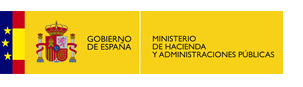 GOBIERNO
DE ESPAÑA
MINISTERIO
DE HACIENDA
Y ADMINISTRACIONES PÚBLICAS